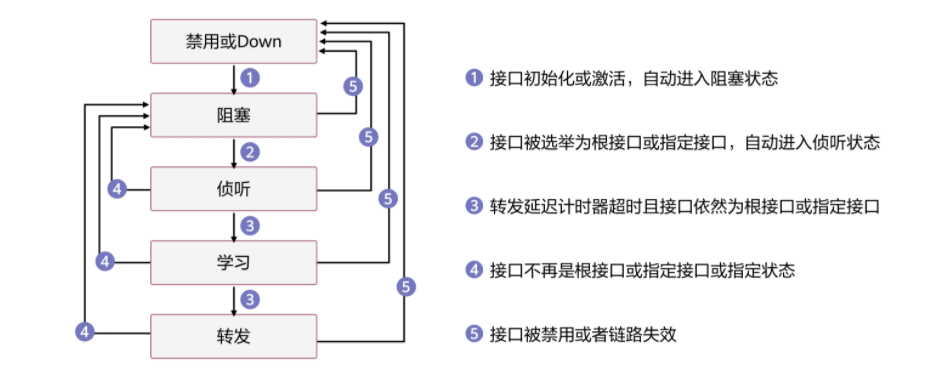 禁用或Down
1
阻塞
5
2
5
侦听
4
5
3
学习
4
3
5
转发
4
1 接口初始化或激活，自动进入阻塞状态
2 接口被选举为根接口或指定接口，自动进入侦听状态
3 转发延迟计时器超时且接口依然为根接口或指定接口
4 接口不再是根接口或指定接口或指定状态
5 接口被禁用或者链路失效